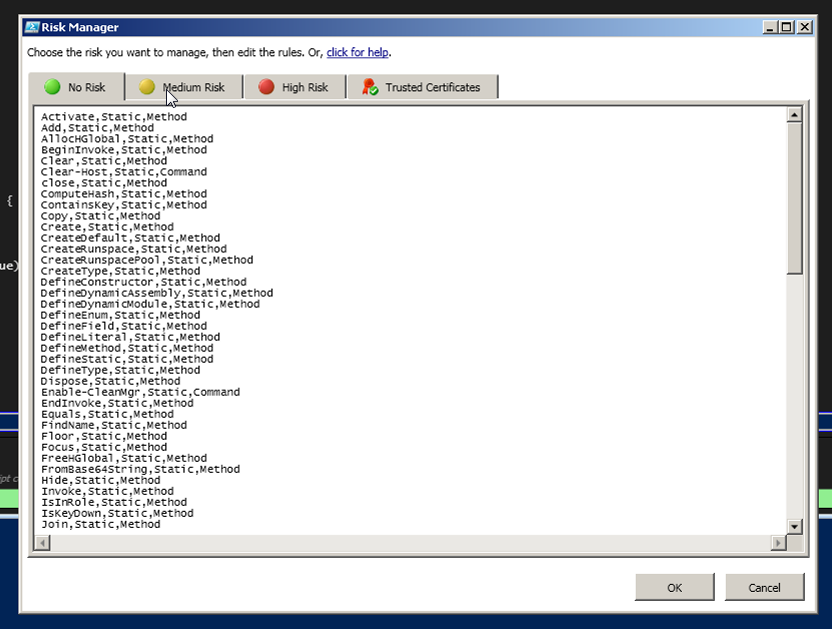 Risk Manager
Choose the risk you want to manage, then edit the rules. Or, click for help.
No Risk
Medium Risk
High Risk
Trusted Certificates
Activate,Static,Method
Add,Static,Method
AllocHGlobal,Static,Method
BeginInvoke,Static,Method
Clear,Static,Method
Clear-Host,Static,Command
close,Static,Method
ComputeHash,Static,Method
ContainsKey,Static,Method
Copy,Static,Method
Create,Static,Method
CreateDefault,Static,Method
CreateRunspace,Static,Method
CreateRunspacePool,Static,Method
CreateType,Static,Method
DefineConstructor,Static,Method
DefineDynamicAssembly,Static,Method
DefineDynamicModule,Static,Method
DefineEnum,Static,Method
DefineField,Static,Method
DefineLiteral,Static,Method
DefineMethod,Static,Method
DefineStatic,Static,Method
DefineType,Static,Method
Dispose,Static,Method
Enable-CleanMgr,Static,Command
EndInvoke,Static,Method
Equals,Static,Method
FindName,Static,Method
Floor,Static,Method
Focus,Static,Method
FreeHGlobal,Static,Method
FromBase64String,Static,Method
Hide,Static,Method
Invoke,Static,Method
IsInRole,Static,Method
IsKeyDown,Static,Method
Join,Static,Method
{
ue)
ipt c
OK
Cancel